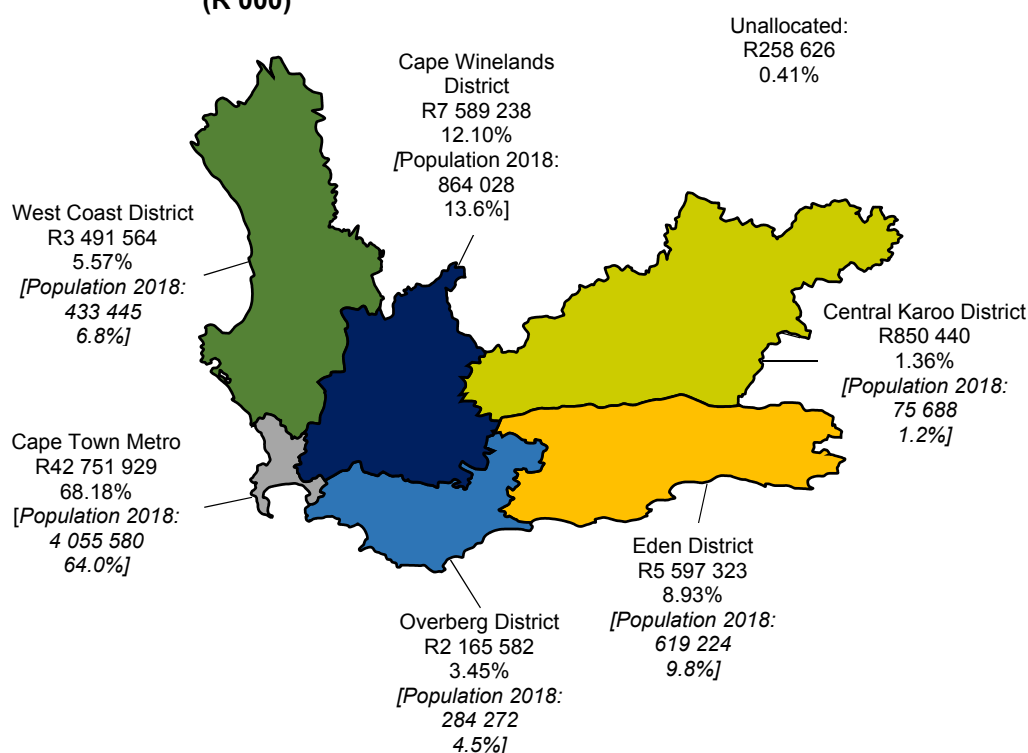 (R'000)
Unallocated:
R258 626
0.41%
Cape Winelands
District
R7 589 238
12.10%
[Population 2018:
864 028
13.6%]
West Coast District
R3 491 564
5.57%
[Population 2018:
433 445
6.8%]
Central Karoo District
R850 440
1.36%
[Population 2018:
75 688
1.2%]
Cape Town Metro
R42 751 929
68.18%
[Population 2018:
4 055 580
64.0%]
Eden District
R5 597 323
8.93%
[Population 2018:
619 224
9.8%]
Overberg District
R2 165 582
3.45%
[Population 2018:
284 272
4.5%]